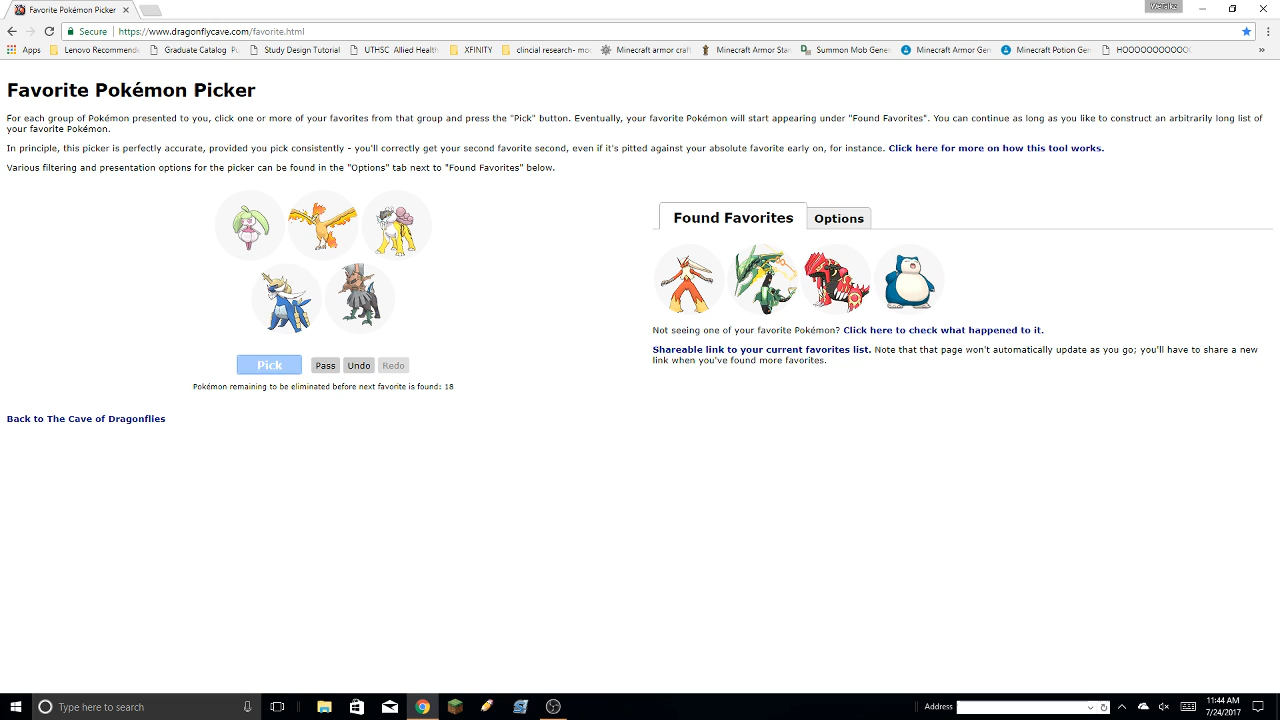 Favorite Pokémon Picker
https://www.dragonflycave.com/favorite.html
Secure
Apps Lenovo Recommend Graduate Catalog Study Design Tutorial UTHSC Allied Health XFINITY clincial research- mo Minecraft armor craft Minecraft Armor Stan Summon Mob Gene Minecraft Armor Gen Minecraft Potion Gen HOOOOOOOOOOO
Favorite Pokémon Picker
For each group of Pokémon presented to you, click one or more of your favorites from that group and press the "Pick" button. Eventually, your favorite Pokémon will start appearing under "Found Favorites". You can continue as long as you like to construct an arbitrarily long list of
your favorite Pokémon.
In principle, this picker is perfectly accurate, provided you pick consistently - you'll correctly get your second favorite second, even if it's pitted against your absolute favorite early on, for instance. Click here for more on how this tool works.
Various filtering and presentation options for the picker can be found in the "Options" tab next to "Found Favorites" below.
Found Favorites Options
Not seeing one of your favorite Pokémon? Click here to check what happened to it.
Shareable link to your current favorites list. Note that that page won't automatically update as you go; you'll have to share a new
link when you've found more favorites.
Pick Pass Undo Redo
Pokémon remaining to be eliminated before next favorite is found: 18
Back to The Cave of Dragonflies
Type here to search
Address
11:44 AM
7/24/2017